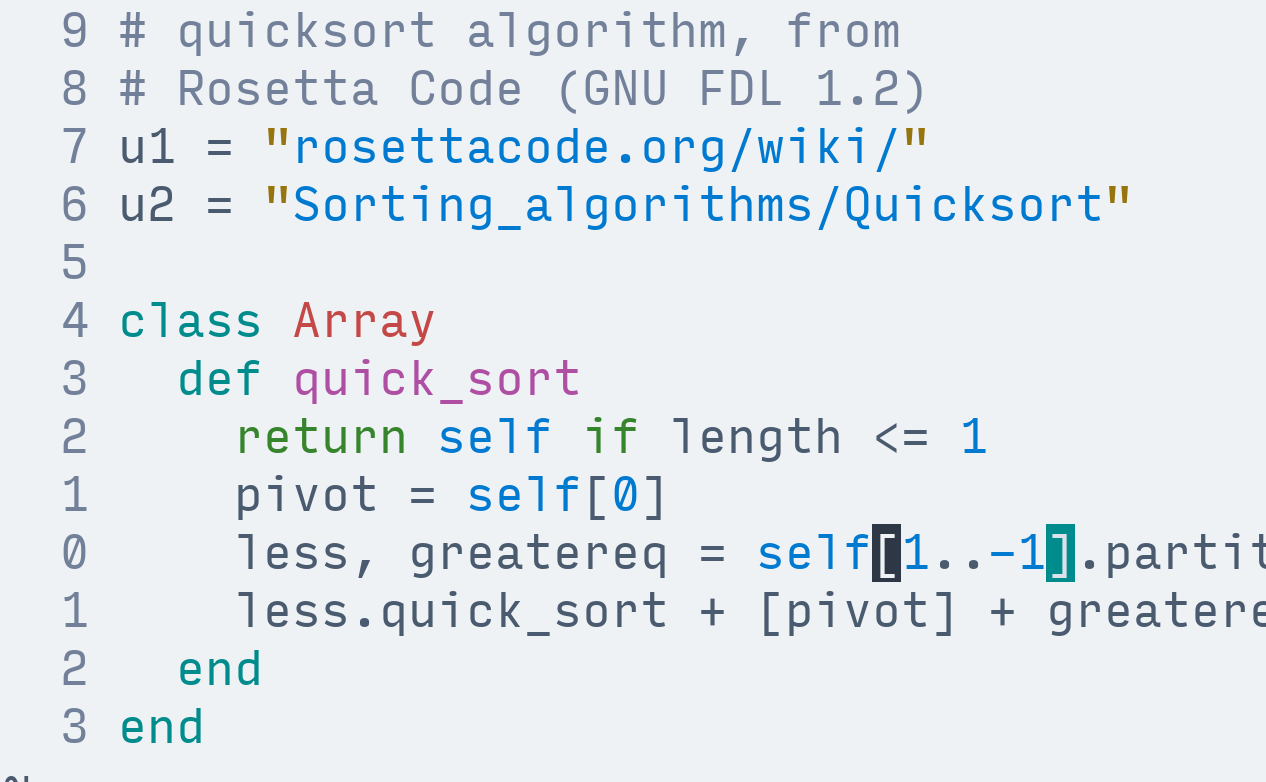 9 # quicksort algorithm, from
8 # Rosetta Code (GNU FDL 1.2)
7 u1 = "rosettacode.org/wiki/"
6 u2 = "Sorting_algorithms/Quicksort"
5
4 class Array
3   def quick_sort
2     return self if length <= 1
1     pivot = self[0]
0     less, greatereq = self[1..-1].partit
1     less.quick_sort + [pivot] + greatere
2   end
3 end